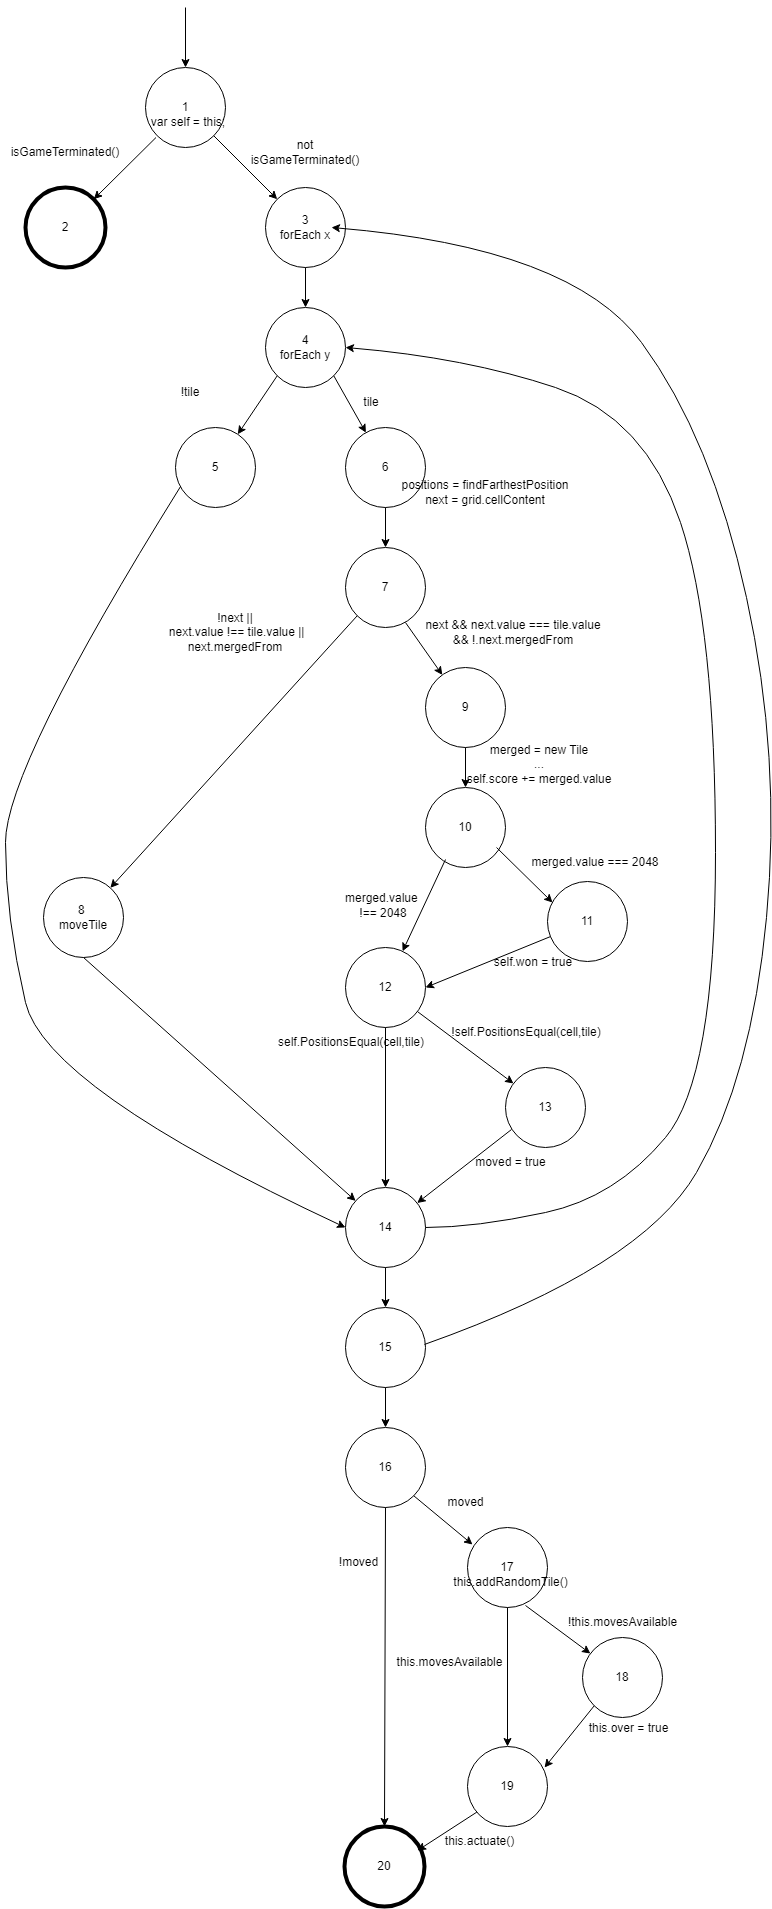 1
var self = this;
isGameTerminated()
not
isGameTerminated()
2
3
forEach x
4
forEach y
!tile
tile
5
6
positions = findFarthestPosition
next = grid.cellContent
7
!next ||
next.value !== tile.value ||
next.mergedFrom
next && next.value === tile.value
&& !.next.mergedFrom
9
merged = new Tile
...
self.score += merged.value
10
merged.value === 2048
8
moveTile
merged.value
!== 2048
11
self.won = true
12
self.PositionsEqual(cell,tile)
!self.PositionsEqual(cell,tile)
13
moved = true
14
15
16
moved
!moved
17
this.addRandomTile()
!this.movesAvailable
this.movesAvailable
18
this.over = true
19
this.actuate()
20